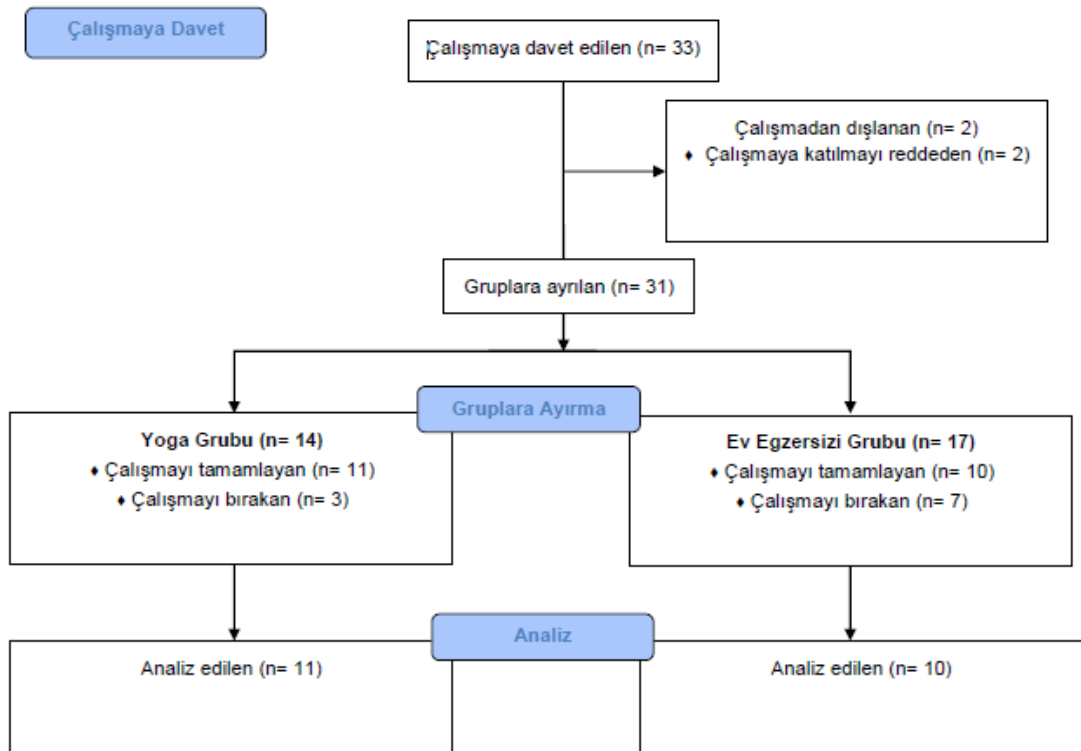 Çalışmaya Davet
Çalışmaya davet edilen (n= 33)
Çalışmadan dışlanan (n= 2)
♦ Çalışmaya katılmayı reddeden (n= 2)
Gruplara ayrılan (n= 31)
Gruplara Ayırma
Yoga Grubu (n= 14)
♦ Çalışmayı tamamlayan (n= 11)
♦ Çalışmayı bırakan (n= 3)
Ev Egzersizi Grubu (n= 17)
♦ Çalışmayı tamamlayan (n= 10)
♦ Çalışmayı bırakan (n= 7)
Analiz
Analiz edilen (n= 11)
Analiz edilen (n= 10)